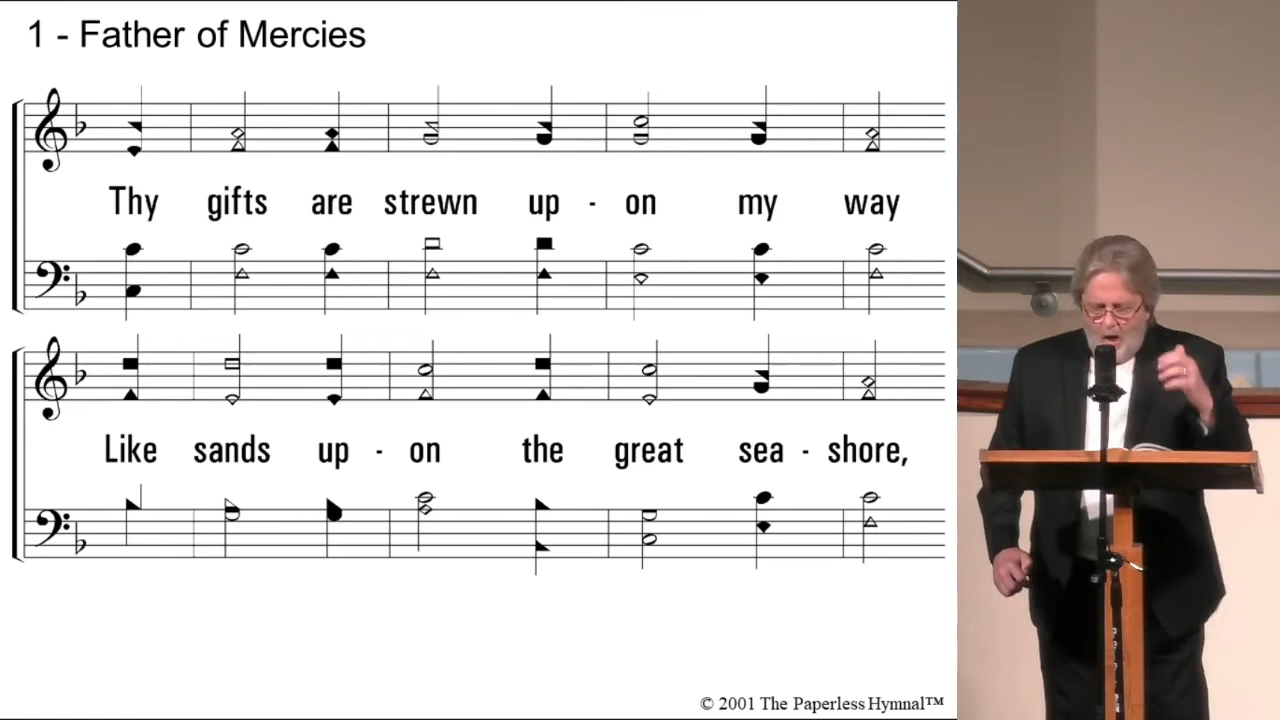 1 - Father of Mercies
Thy gifts are strewn up - on my way
Like sands up - on the great sea - shore,
© 2001 The Paperless Hymnal™